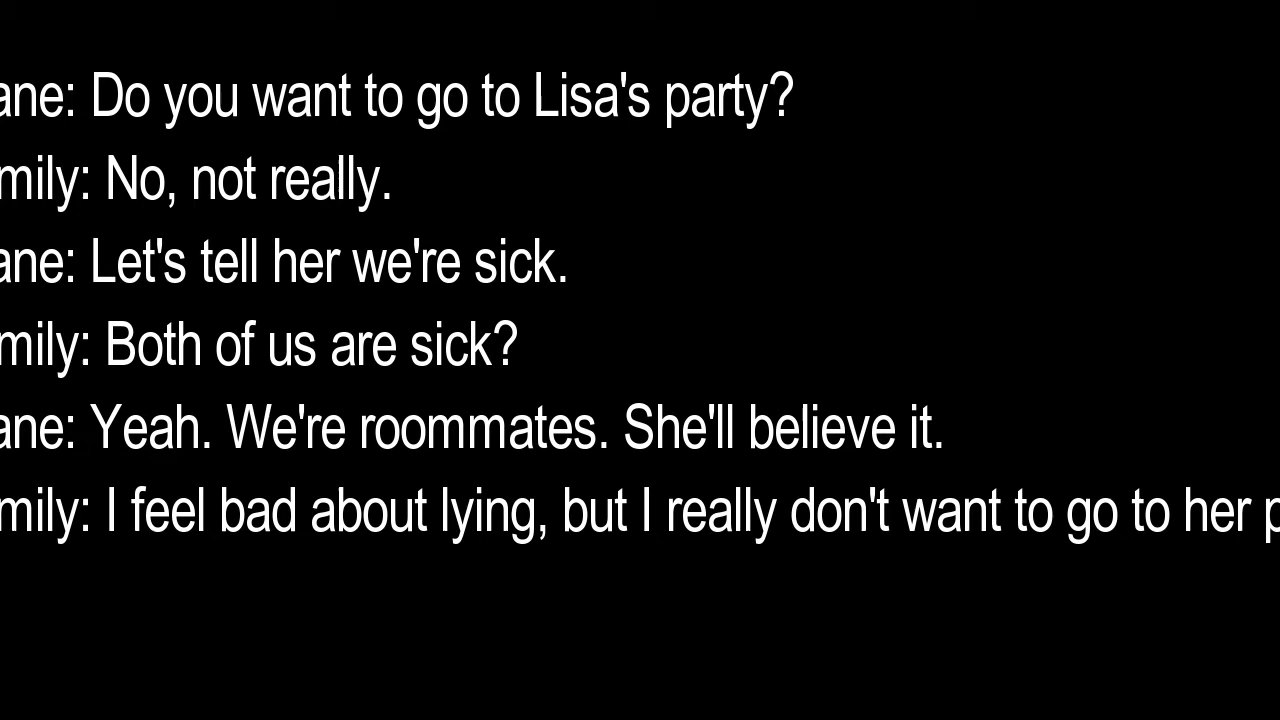 ane: Do you want to go to Lisa's party?
mily: No, not really.
ane: Let's tell her we're sick.
mily: Both of us are sick?
ane: Yeah. We're roommates. She'll believe it.
mily: I feel bad about lying, but I really don't want to go to her p